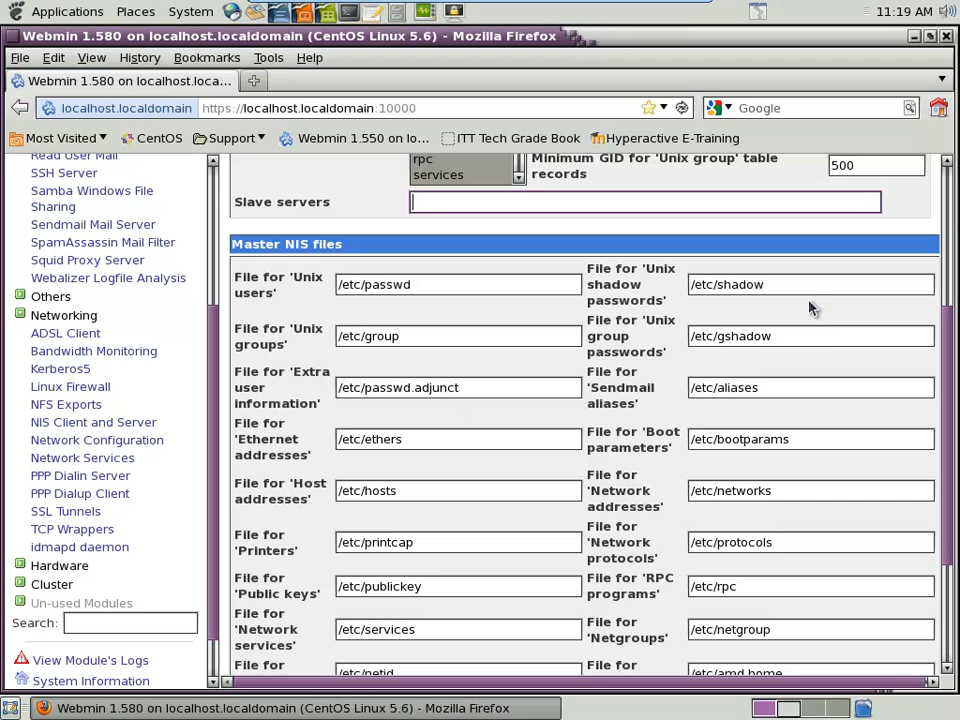 Applications Places System 11:19 AM
Webmin 1.580 on localhost.localdomain (CentOS Linux 5.6) - Mozilla Firefox
File Edit View History Bookmarks Tools Help
Webmin 1.580 on localhost.loca...
localhost.localdomain https://localhost.localdomain:10000 Google
Most Visited CentOS Support Webmin 1.550 on lo... ITT Tech Grade Book Hyperactive E-Training
Read User Mail
SSH Server
Samba Windows File
Sharing
Sendmail Mail Server
SpamAssassin Mail Filter
Squid Proxy Server
Webalizer Logfile Analysis
Others
Networking
ADSL Client
Bandwidth Monitoring
Kerberos5
Linux Firewall
NFS Exports
NIS Client and Server
Network Configuration
Network Services
PPP Dialin Server
PPP Dialup Client
SSL Tunnels
TCP Wrappers
idmapd daemon
Hardware
Cluster
Un-used Modules
Search:
View Module's Logs
System Information
rpc
services
Minimum GID for 'Unix group' table
records
500
Slave servers
Master NIS files
File for 'Unix
users'
/etc/passwd
File for 'Unix
shadow
passwords'
/etc/shadow
File for 'Unix
groups'
/etc/group
File for 'Unix
group
passwords'
/etc/gshadow
File for 'Extra
user
information'
/etc/passwd.adjunct
File for
'Sendmail
aliases'
/etc/aliases
File for
'Ethernet
addresses'
/etc/ethers
File for 'Boot
parameters'
/etc/bootparams
File for 'Host
addresses'
/etc/hosts
File for
'Network
addresses'
/etc/networks
File for
'Printers'
/etc/printcap
File for
'Network
protocols'
/etc/protocols
File for
'Public keys'
/etc/publickey
File for 'RPC
programs'
/etc/rpc
File for
'Network
services'
/etc/services
File for
'Netgroups'
/etc/netgroup
File for
/etc/netid
File for
/etc/amd.home
Webmin 1.580 on localhost.localdomain (CentOS Linux 5.6) - Mozilla Firefox